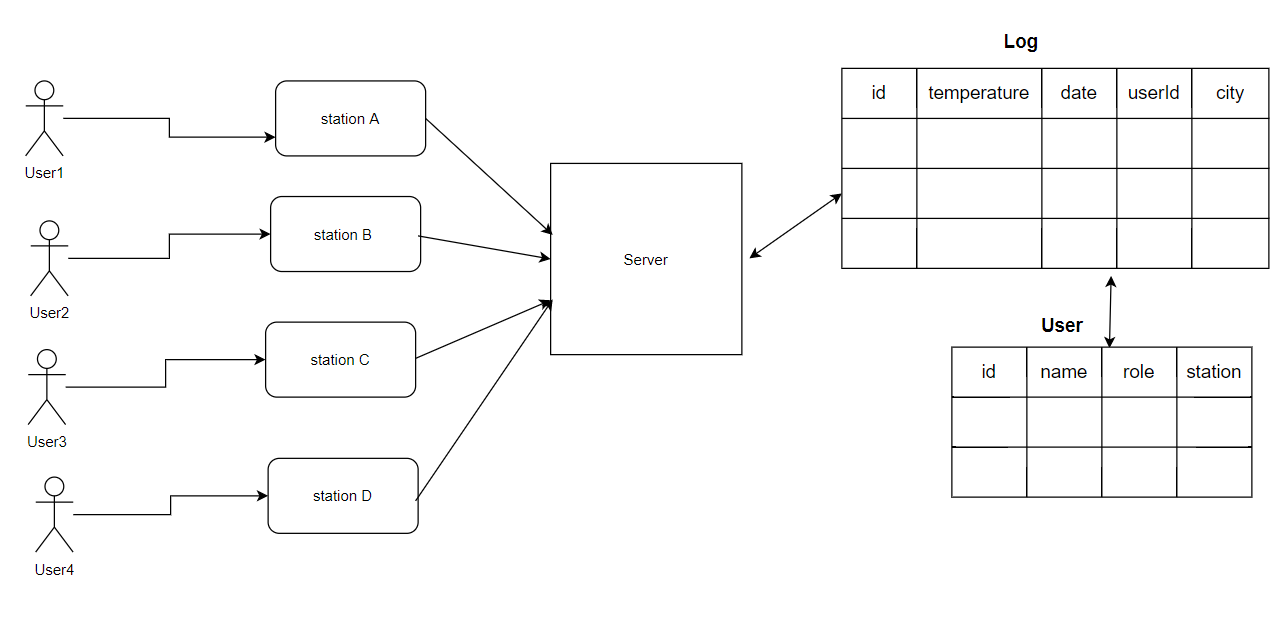 Log
id temperature date userId city
User1
station A
User2
station B
Server
User
id name role station
User3
station C
User4
station D